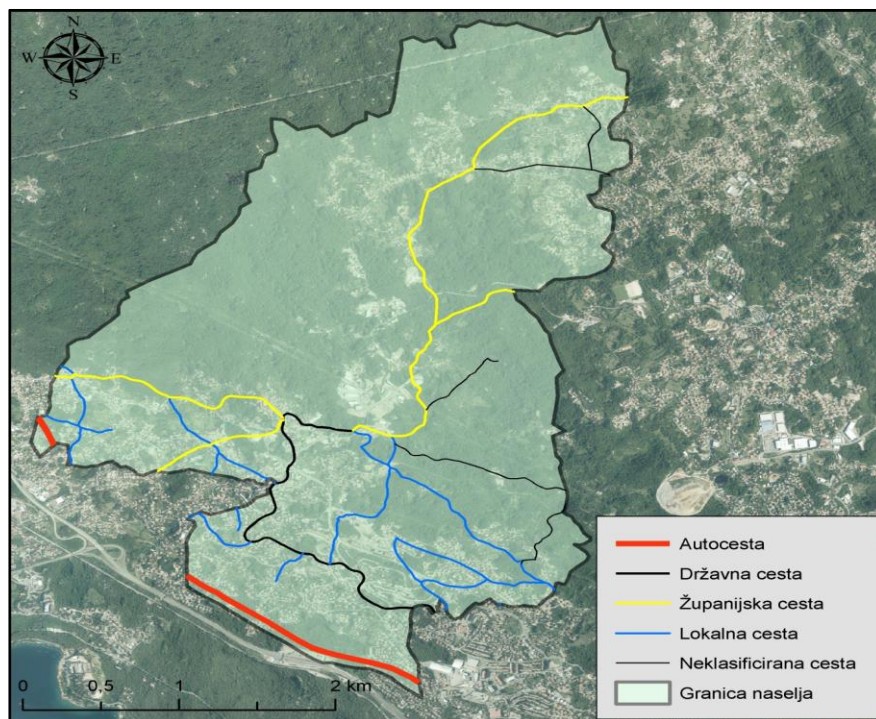 N
W E
S
Autocesta
Državna cesta
Županijska cesta
Lokalna cesta
Neklasificirana cesta
Granica naselja
0 0,5 1 2 km